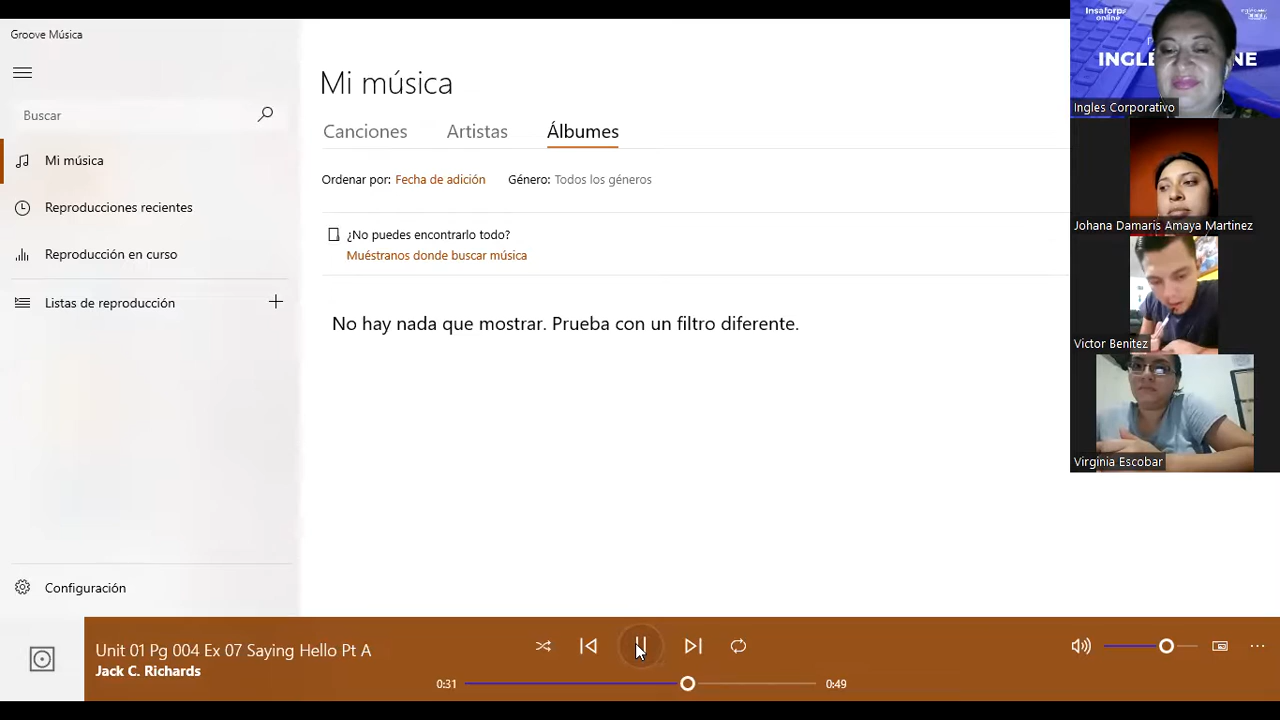 Groove Música
Buscar
Mi música
Reproducciones recientes
Reproducción en curso
Listas de reproducción
Configuración
Mi música
Canciones Artistas Álbumes
Ordenar por: Fecha de adición Género: Todos los géneros
¿No puedes encontrarlo todo?
Muéstranos donde buscar música
No hay nada que mostrar. Prueba con un filtro diferente.
Unit 01 Pg 004 Ex 07 Saying Hello Pt A
Jack C. Richards
0:31
0:49
Insaforp
online
INGLÉ
NE
Ingles Corporativo
Johana Damaris Amaya Martinez
Victor Benitez
Virginia Escobar